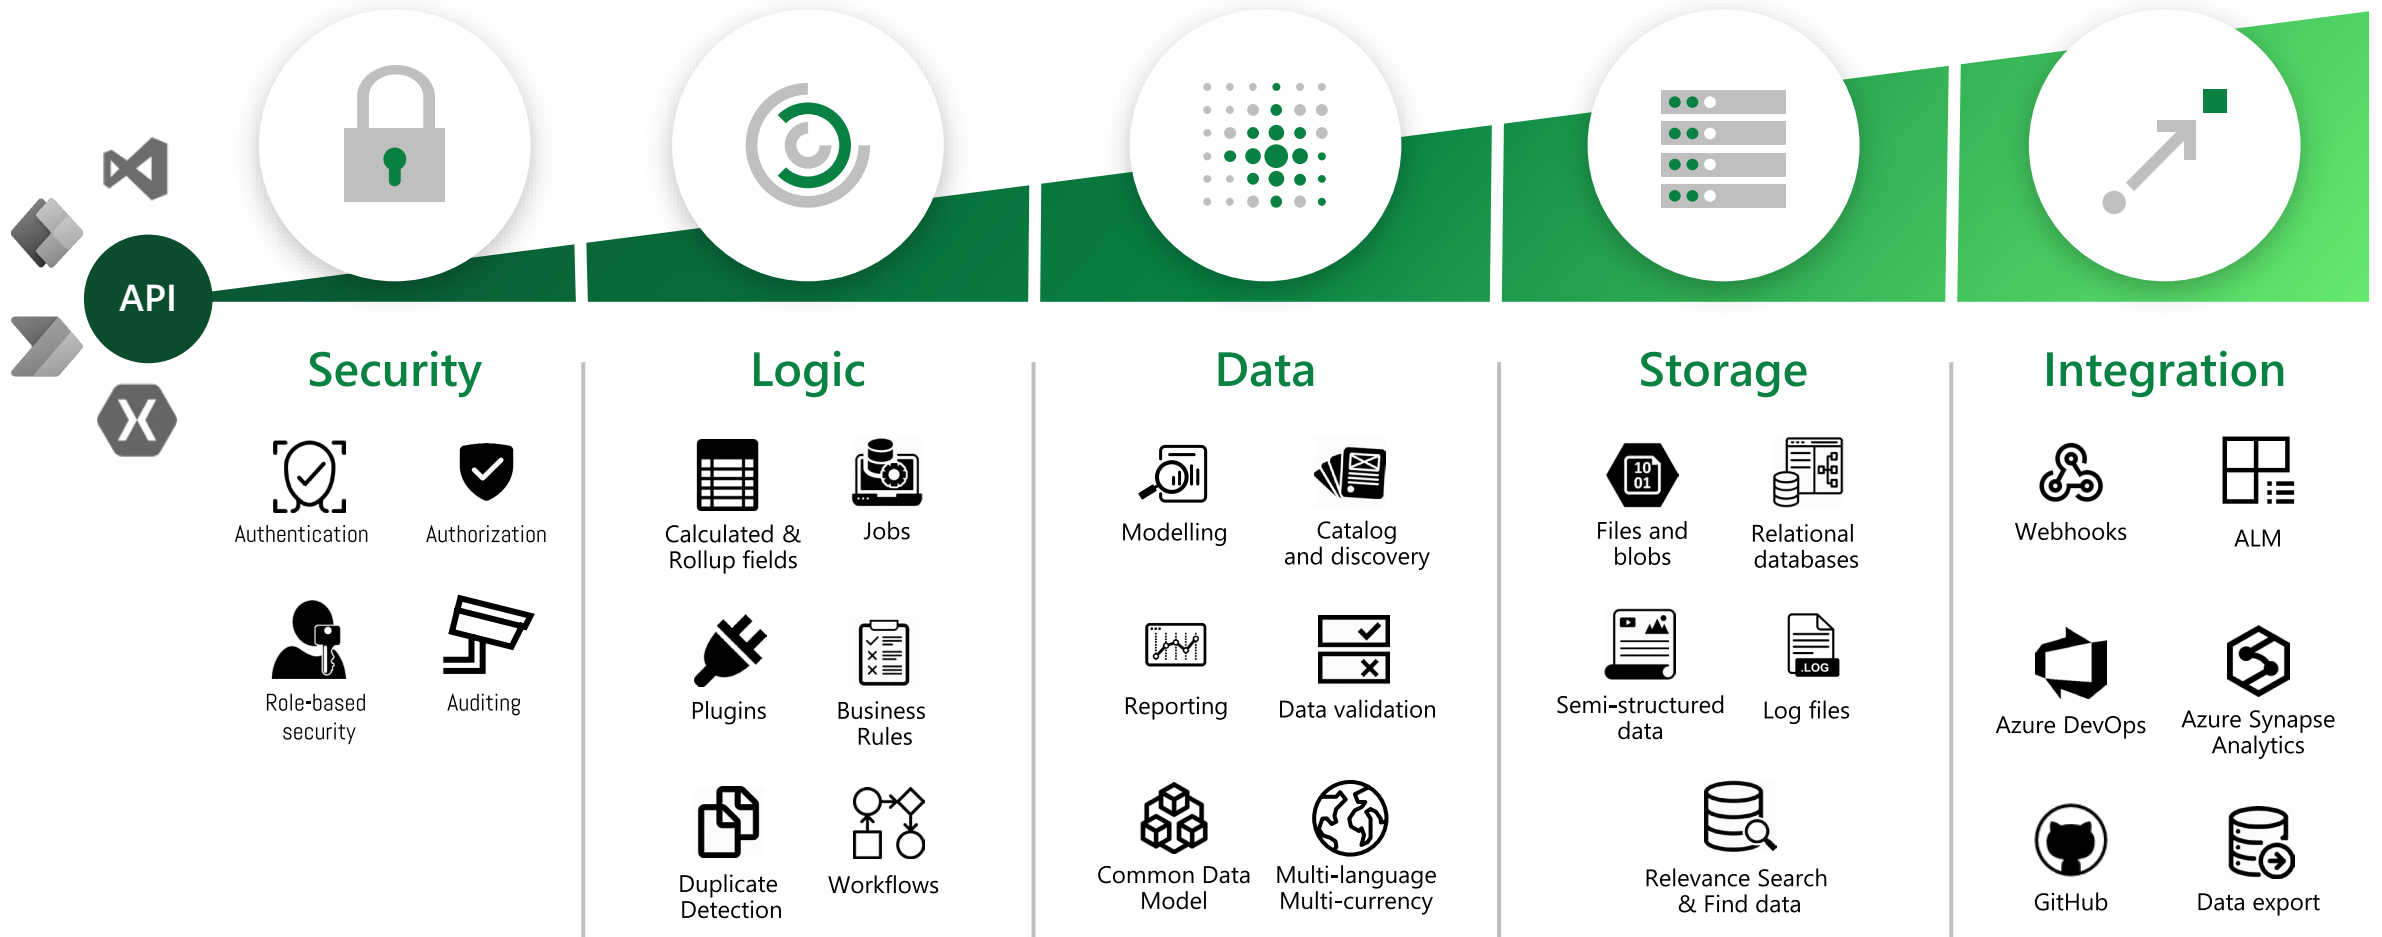 API
Security
Authentication
Authorization
Role-based
security
Auditing
Logic
Calculated &
Rollup fields
Jobs
Plugins
Business
Rules
Duplicate
Detection
Workflows
Data
Modelling
Catalog
and discovery
Reporting
Data validation
Common Data
Model
Multi-language
Multi-currency
Storage
10
01
Files and
blobs
Relational
databases
Semi-structured
data
.LOG
Log files
Relevance Search
& Find data
Integration
Webhooks
ALM
Azure DevOps
Azure Synapse
Analytics
GitHub
Data export